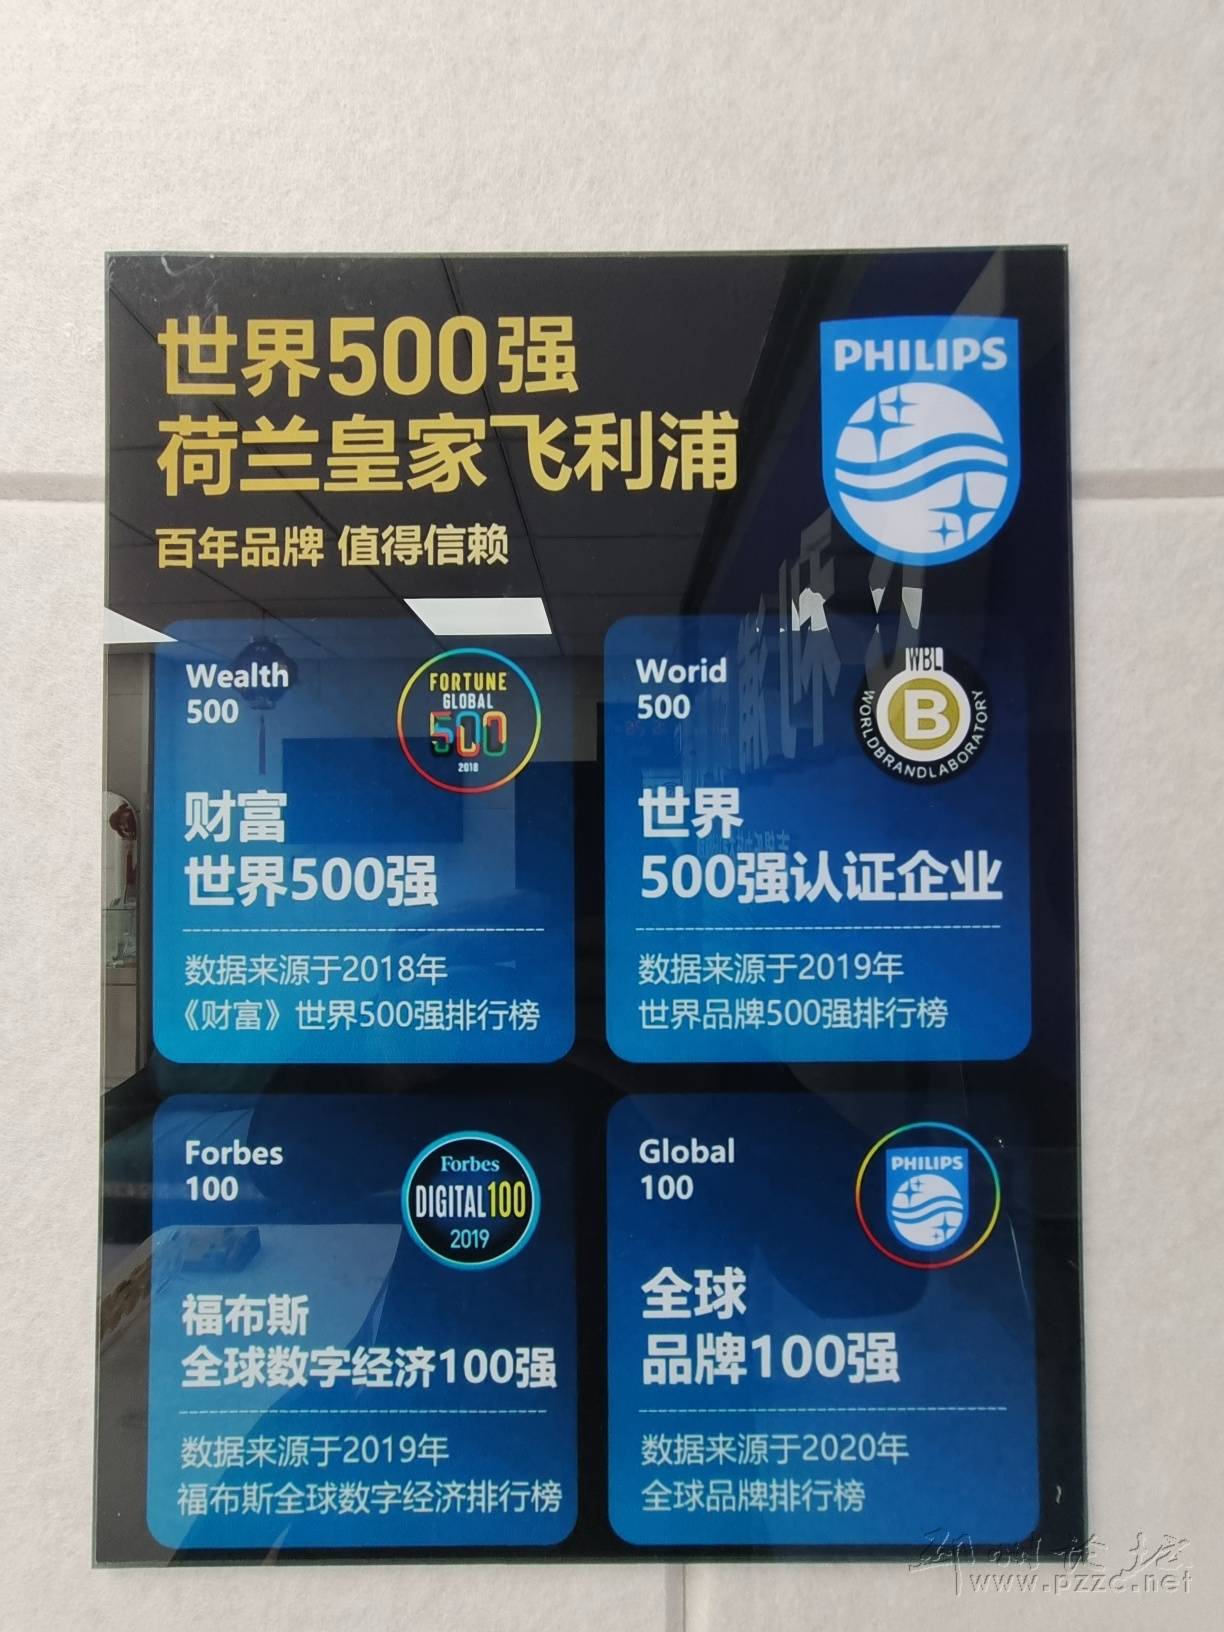 世界500强
荷兰皇家飞利浦
百年品牌 值得信赖
PHILIPS
Wealth
500
FORTUNE
GLOBAL
500
2018
财富
世界500强
数据来源于2018年
《财富》世界500强排行榜
Worid
500
WBL
B
WORLDBRANDLABORATORY
世界
500强认证企业
数据来源于2019年
世界品牌500强排行榜
Forbes
100
Forbes
DIGITAL100
2019
福布斯
全球数字经济100强
数据来源于2019年
福布斯全球数字经济排行榜
Global
100
PHILIPS
全球
品牌100强
数据来源于2020年
全球品牌排行榜
邳州论坛
www.pzzc.net